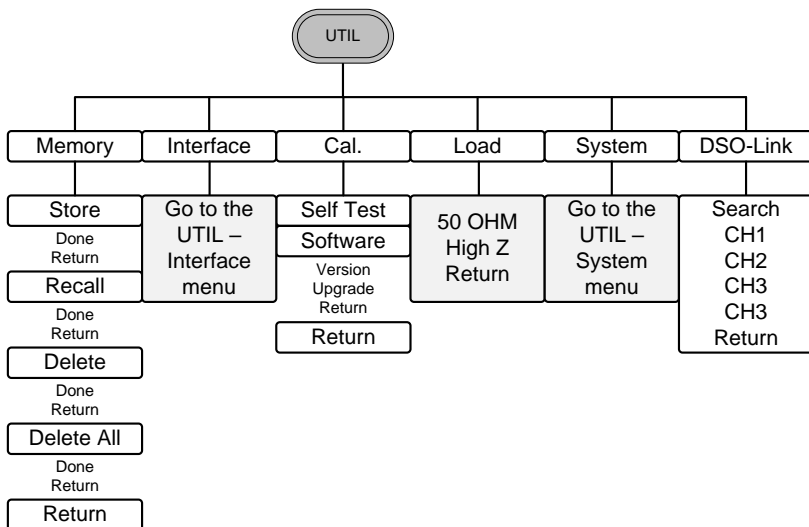 UTIL
Memory
Interface
Cal.
Load
System
DSO-Link
Store
Done
Return
Recall
Done
Return
Delete
Done
Return
Delete All
Done
Return
Return
Go to the
UTIL –
Interface
menu
Self Test
Software
Version
Upgrade
Return
Return
50 OHM
High Z
Return
Go to the
UTIL –
System
menu
Search
CH1
CH2
CH3
CH3
Return